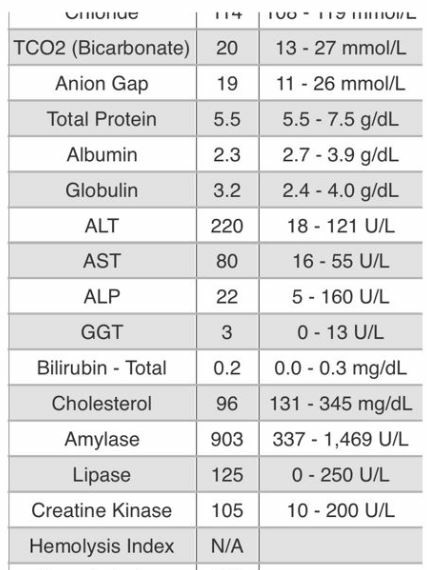 Chloride 114 108 - 119 mmol/L
TCO2 (Bicarbonate) 20 13 - 27 mmol/L
Anion Gap 19 11 - 26 mmol/L
Total Protein 5.5 5.5 - 7.5 g/dL
Albumin 2.3 2.7 - 3.9 g/dL
Globulin 3.2 2.4 - 4.0 g/dL
ALT 220 18 - 121 U/L
AST 80 16 - 55 U/L
ALP 22 5 - 160 U/L
GGT 3 0 - 13 U/L
Bilirubin - Total 0.2 0.0 - 0.3 mg/dL
Cholesterol 96 131 - 345 mg/dL
Amylase 903 337 - 1,469 U/L
Lipase 125 0 - 250 U/L
Creatine Kinase 105 10 - 200 U/L
Hemolysis Index N/A